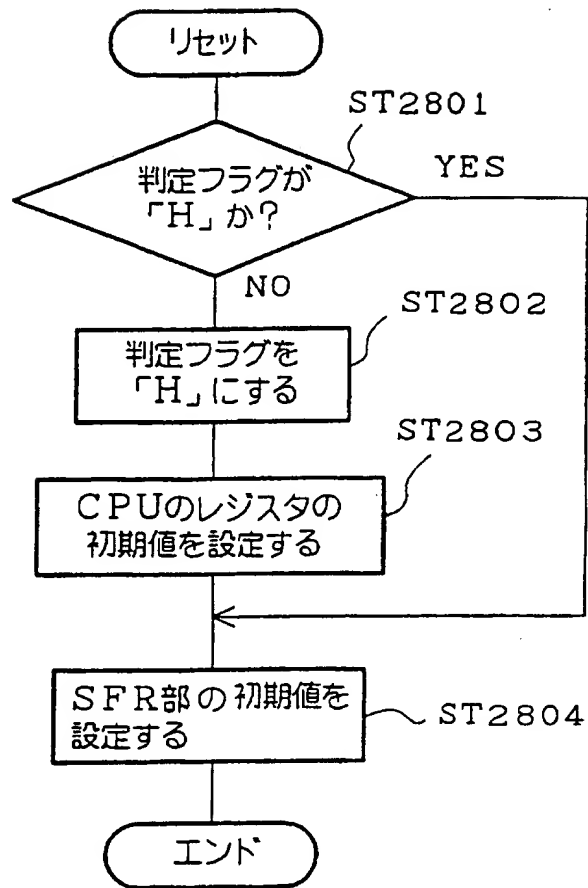 リセット
ST2801
判定フラグが
「H」か?
YES
NO
ST2802
判定フラグを
「H」にする
ST2803
CPUのレジスタの
初期値を設定する
SFR部の初期値を
設定する
ST2804
エンド